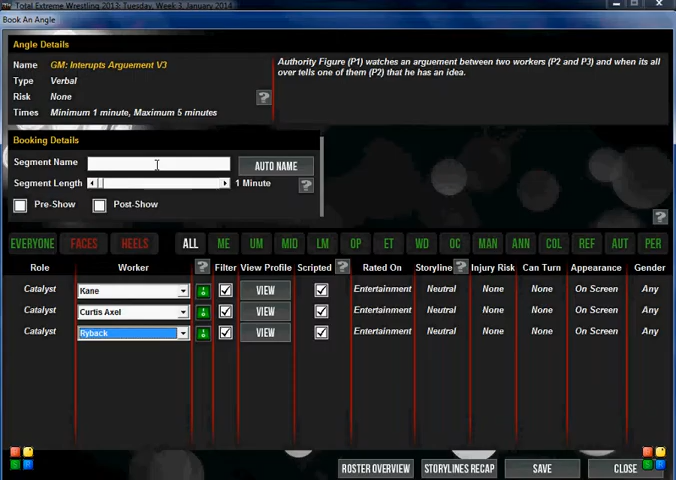 Total Extreme Wrestling 2013: Tuesday, Week 3, January 2014
Book An Angle
Angle Details
Name GM: Interupts Arguement V3
Type Verbal
Risk None
Times Minimum 1 minute, Maximum 5 minutes
?
Authority Figure (P1) watches an arguement between two workers (P2 and P3) and when its all
over tells one of them (P2) that he has an idea.
Booking Details
Segment Name AUTO NAME
Segment Length 1 Minute ?
Pre-Show Post-Show
?
EVERYONE FACES HEELS ALL ME UM MID LM OP ET WD OC MAN ANN COL REF AUT PER
Role Worker ? Filter View Profile Scripted ? Rated On Storyline ? Injury Risk Can Turn Appearance Gender
Catalyst Kane VIEW Entertainment Neutral None None On Screen Any
Catalyst Curtis Axel VIEW Entertainment Neutral None None On Screen Any
Catalyst Ryback VIEW Entertainment Neutral None None On Screen Any
ROSTER OVERVIEW STORYLINES RECAP SAVE CLOSE